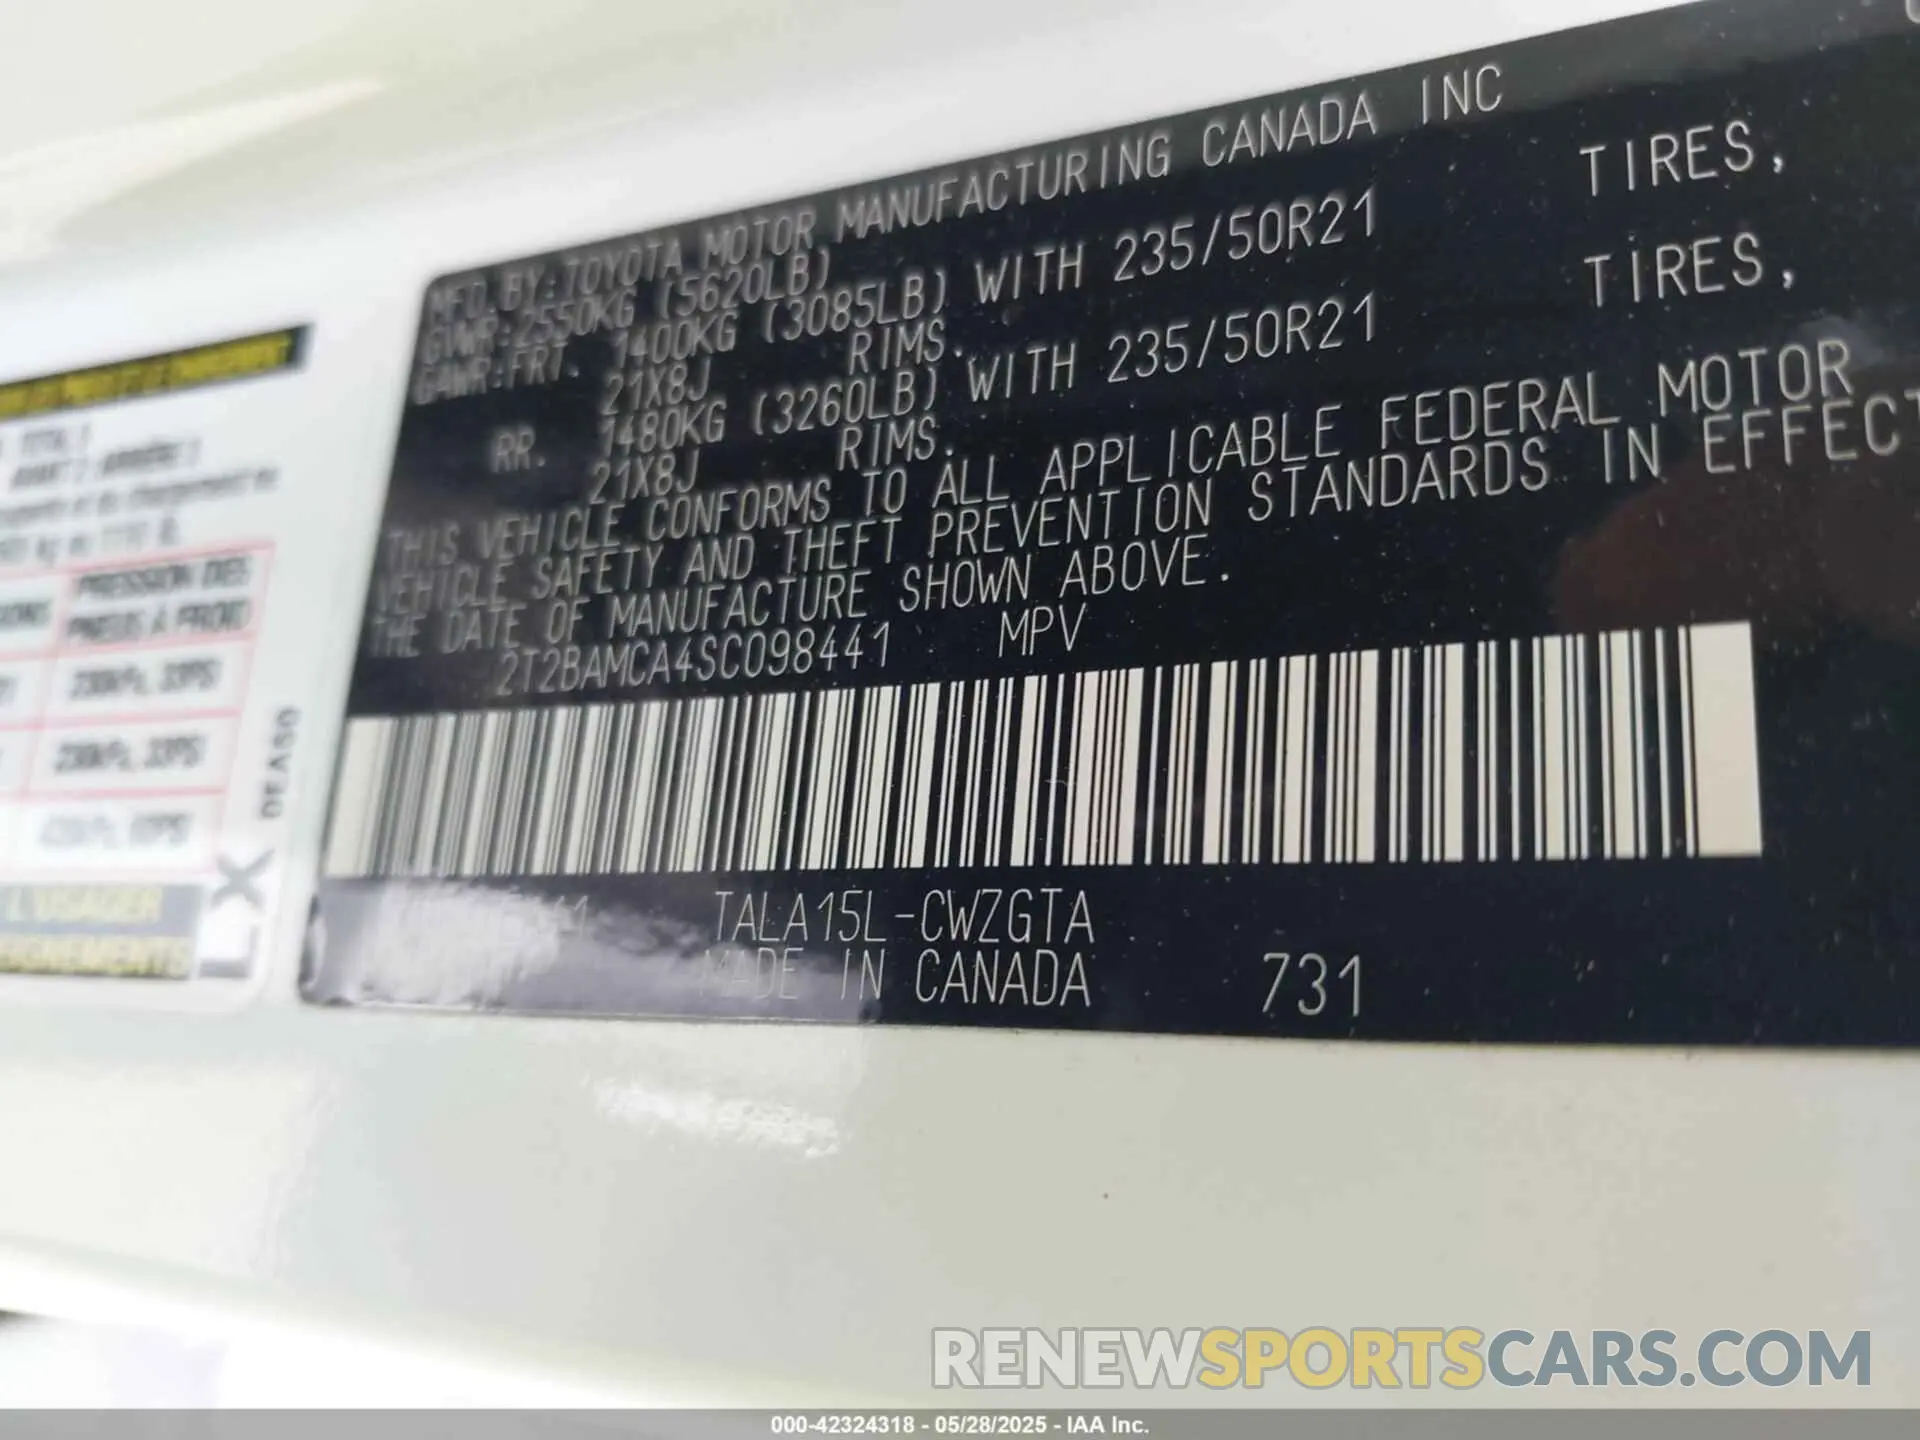 MFD. BY: TOYOTA MOTOR MANUFACTURING CANADA INC
GVWR: 2550KG (5620LB)
GAWR: FRT. 1400KG (3085LB) WITH 235/50R21 TIRES,
21X8J RIMS.
RR. 1480KG (3260LB) WITH 235/50R21 TIRES,
21X8J RIMS.
THIS VEHICLE CONFORMS TO ALL APPLICABLE FEDERAL MOTOR
VEHICLE SAFETY AND THEFT PREVENTION STANDARDS IN EFFECT
THE DATE OF MANUFACTURE SHOWN ABOVE.
2T2BAMCA4SC098441 MPV
TALA15L-CWZGTA
MADE IN CANADA 731
PRESSION DES
PNEUS À FROID
230kPa, 33PSI
230kPa, 33PSI
DEA50
LX
RENEWSPORTSCARS.COM
000-42324318 - 05/28/2025 - IAA Inc.